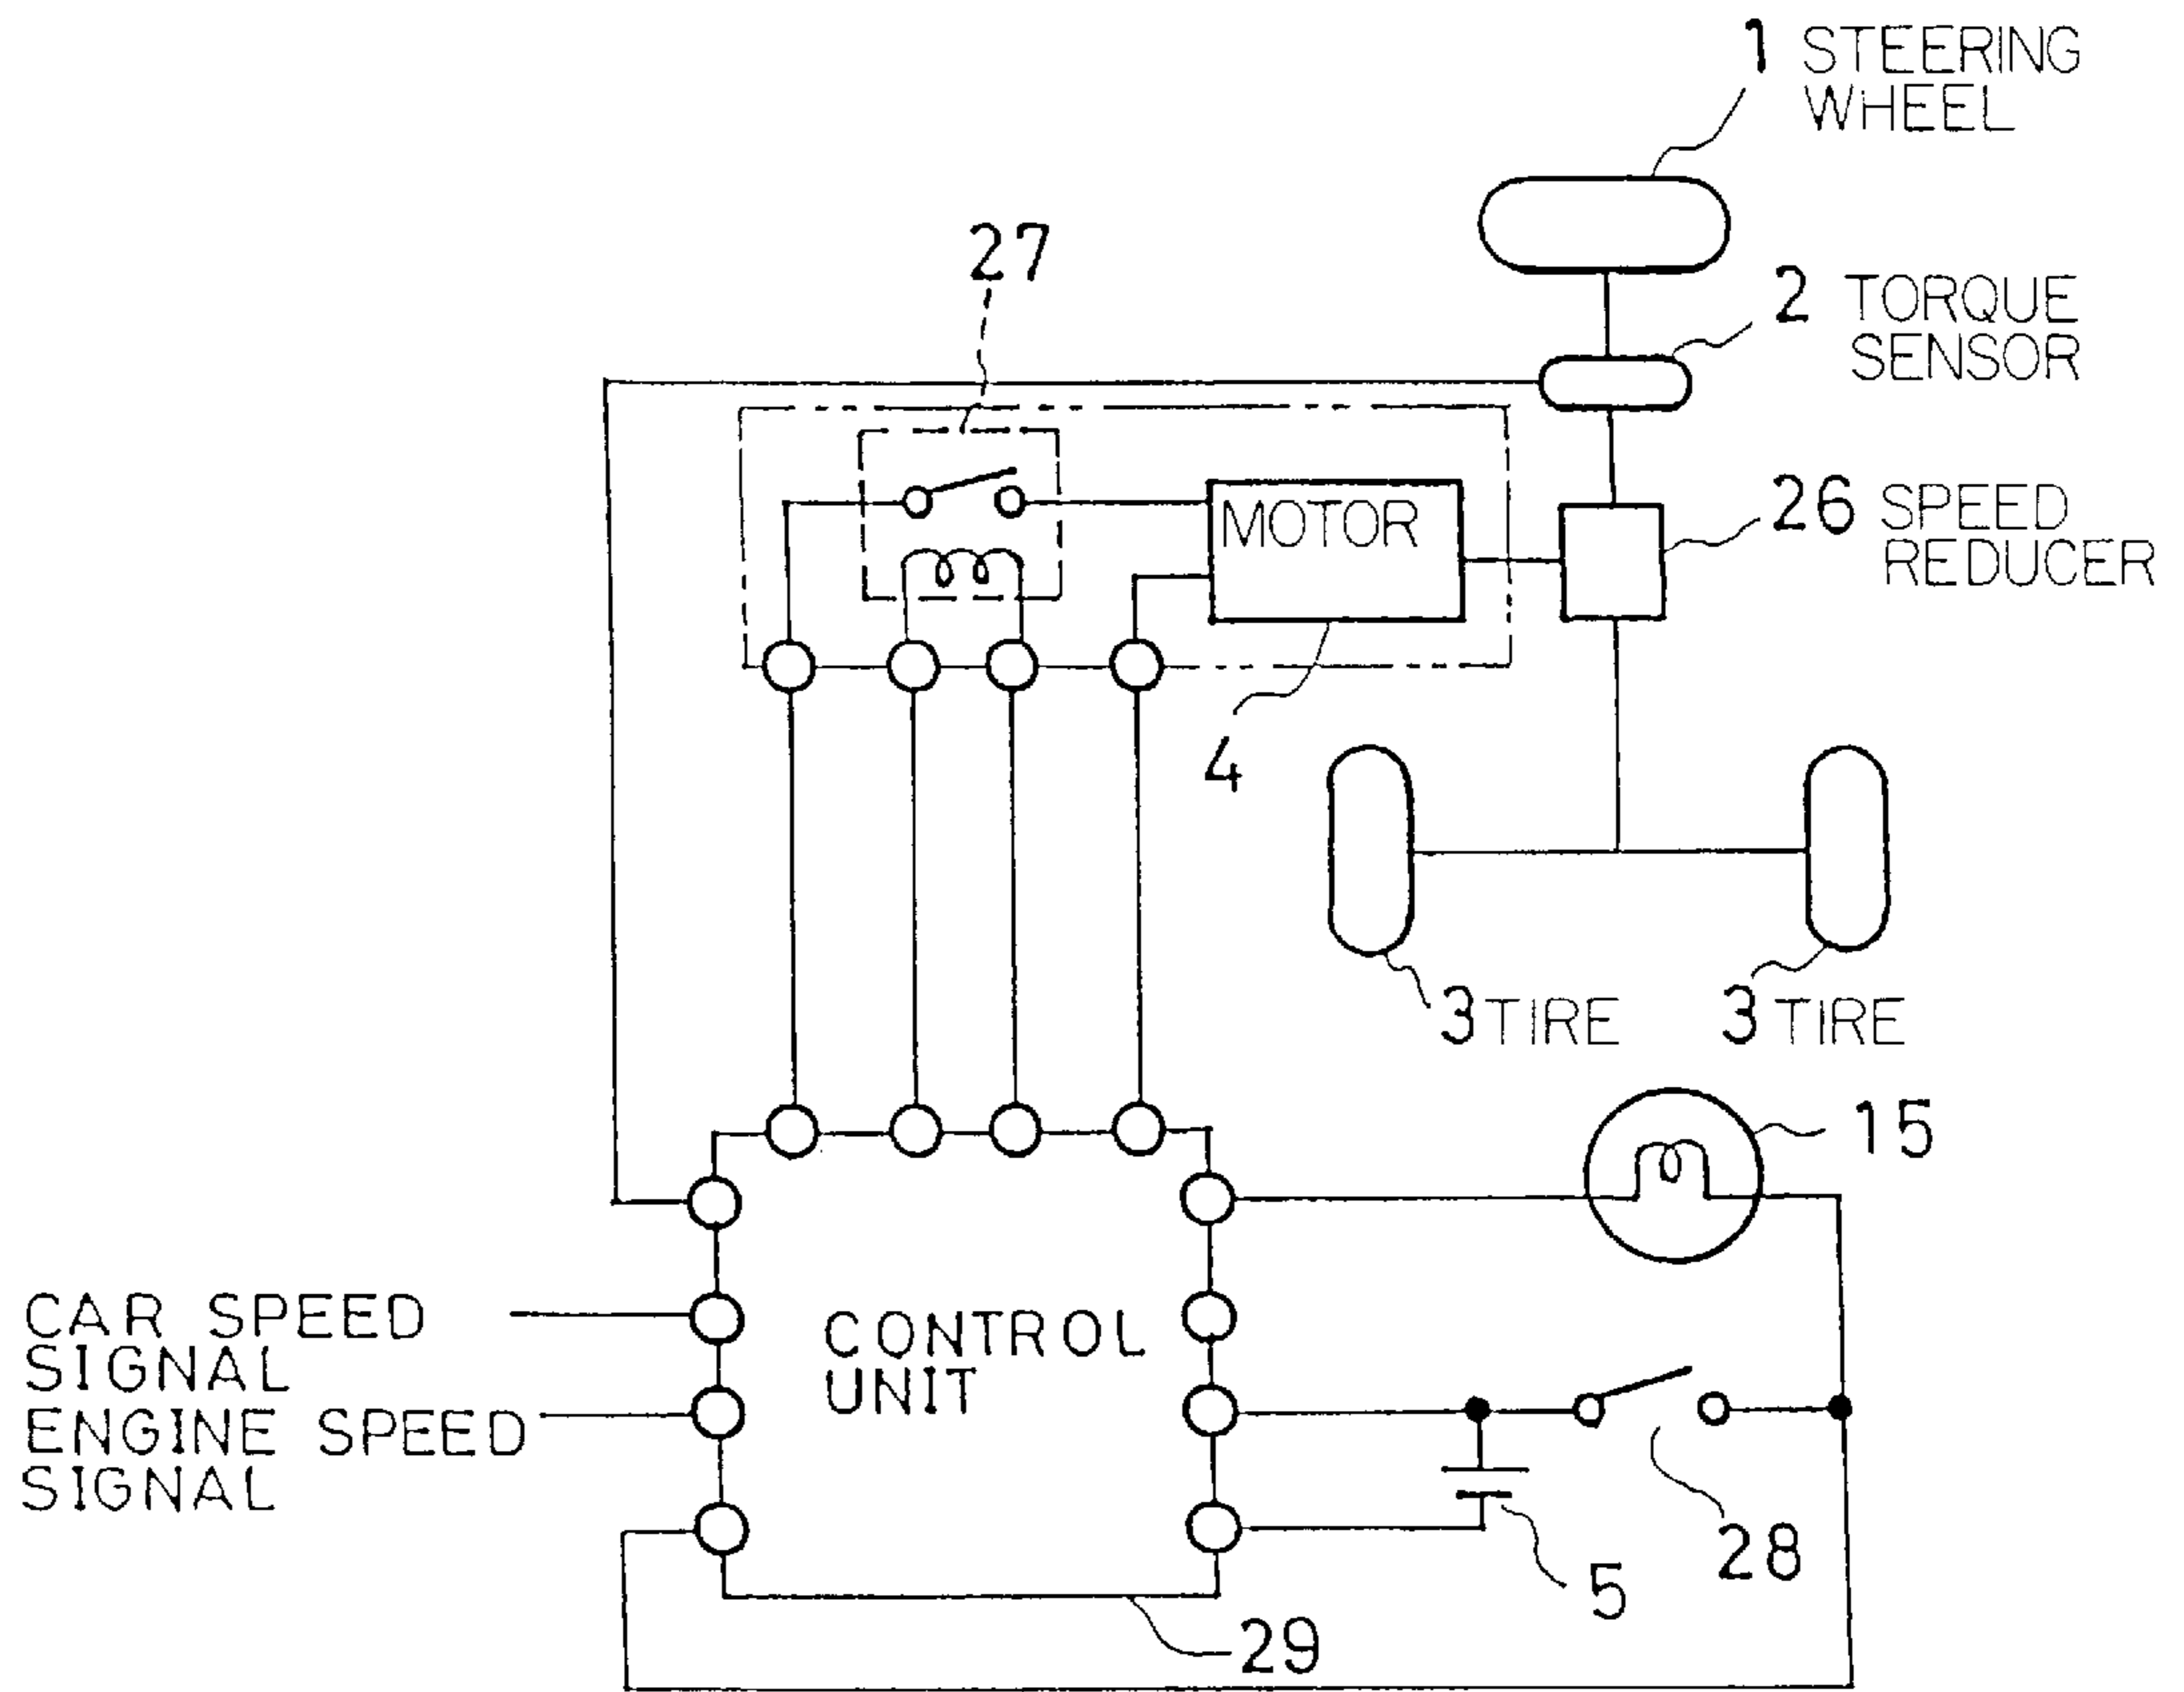 1 STEERING
WHEEL
27
2 TORQUE
SENSOR
MOTOR
26 SPEED
REDUCER
4
3 TIRE
3 TIRE
15
CAR SPEED
SIGNAL
ENGINE SPEED
SIGNAL
CONTROL
UNIT
28
5
29